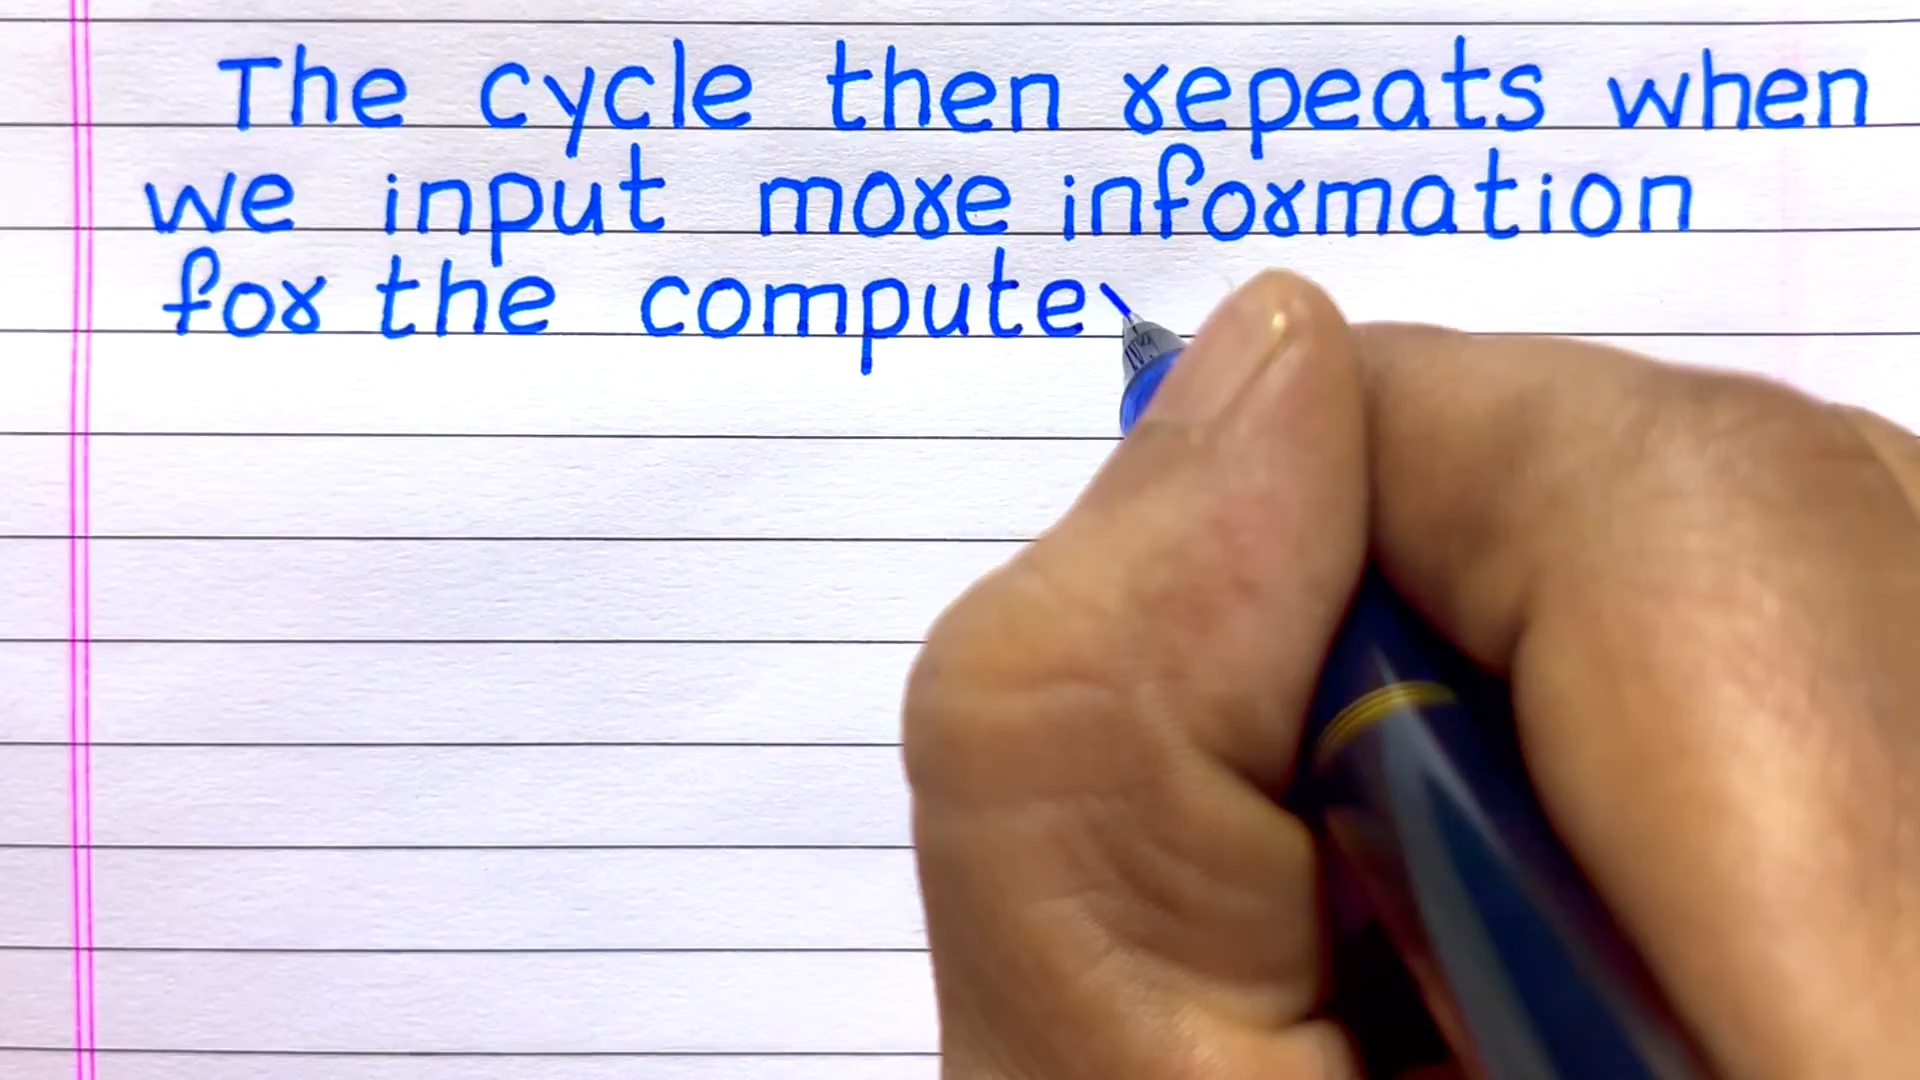 The cycle then repeats when
we input more information
for the compute